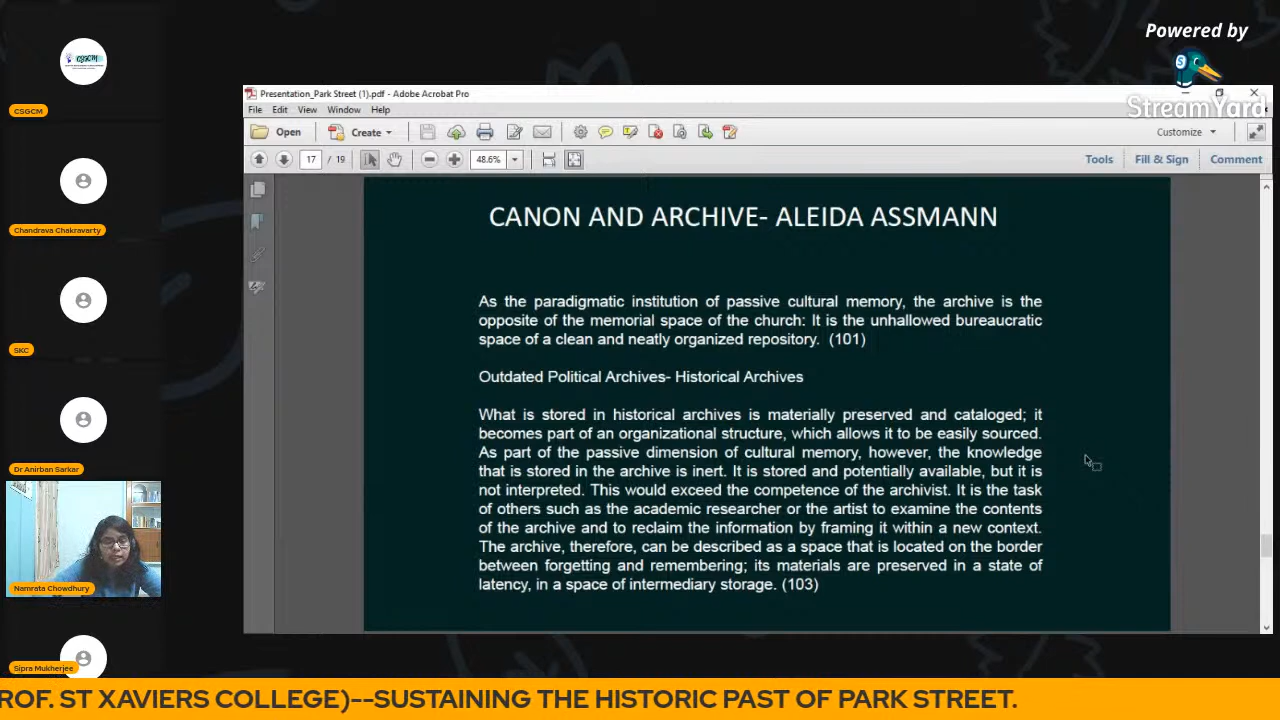 Powered by
StreamYard
CSGCM
Chandrava Chakravarty
SKC
Dr Anirban Sarkar
Namrata Chowdhury
Sipra Mukherjee
Presentation_Park Street (1).pdf - Adobe Acrobat Pro
File Edit View Window Help
Open Create Customize
17 / 19 48.6% Tools Fill & Sign Comment
CANON AND ARCHIVE- ALEIDA ASSMANN
As the paradigmatic institution of passive cultural memory, the archive is the
opposite of the memorial space of the church: It is the unhallowed bureaucratic
space of a clean and neatly organized repository. (101)
Outdated Political Archives- Historical Archives
What is stored in historical archives is materially preserved and cataloged; it
becomes part of an organizational structure, which allows it to be easily sourced.
As part of the passive dimension of cultural memory, however, the knowledge
that is stored in the archive is inert. It is stored and potentially available, but it is
not interpreted. This would exceed the competence of the archivist. It is the task
of others such as the academic researcher or the artist to examine the contents
of the archive and to reclaim the information by framing it within a new context.
The archive, therefore, can be described as a space that is located on the border
between forgetting and remembering; its materials are preserved in a state of
latency, in a space of intermediary storage. (103)
ROF. ST XAVIERS COLLEGE)--SUSTAINING THE HISTORIC PAST OF PARK STREET.